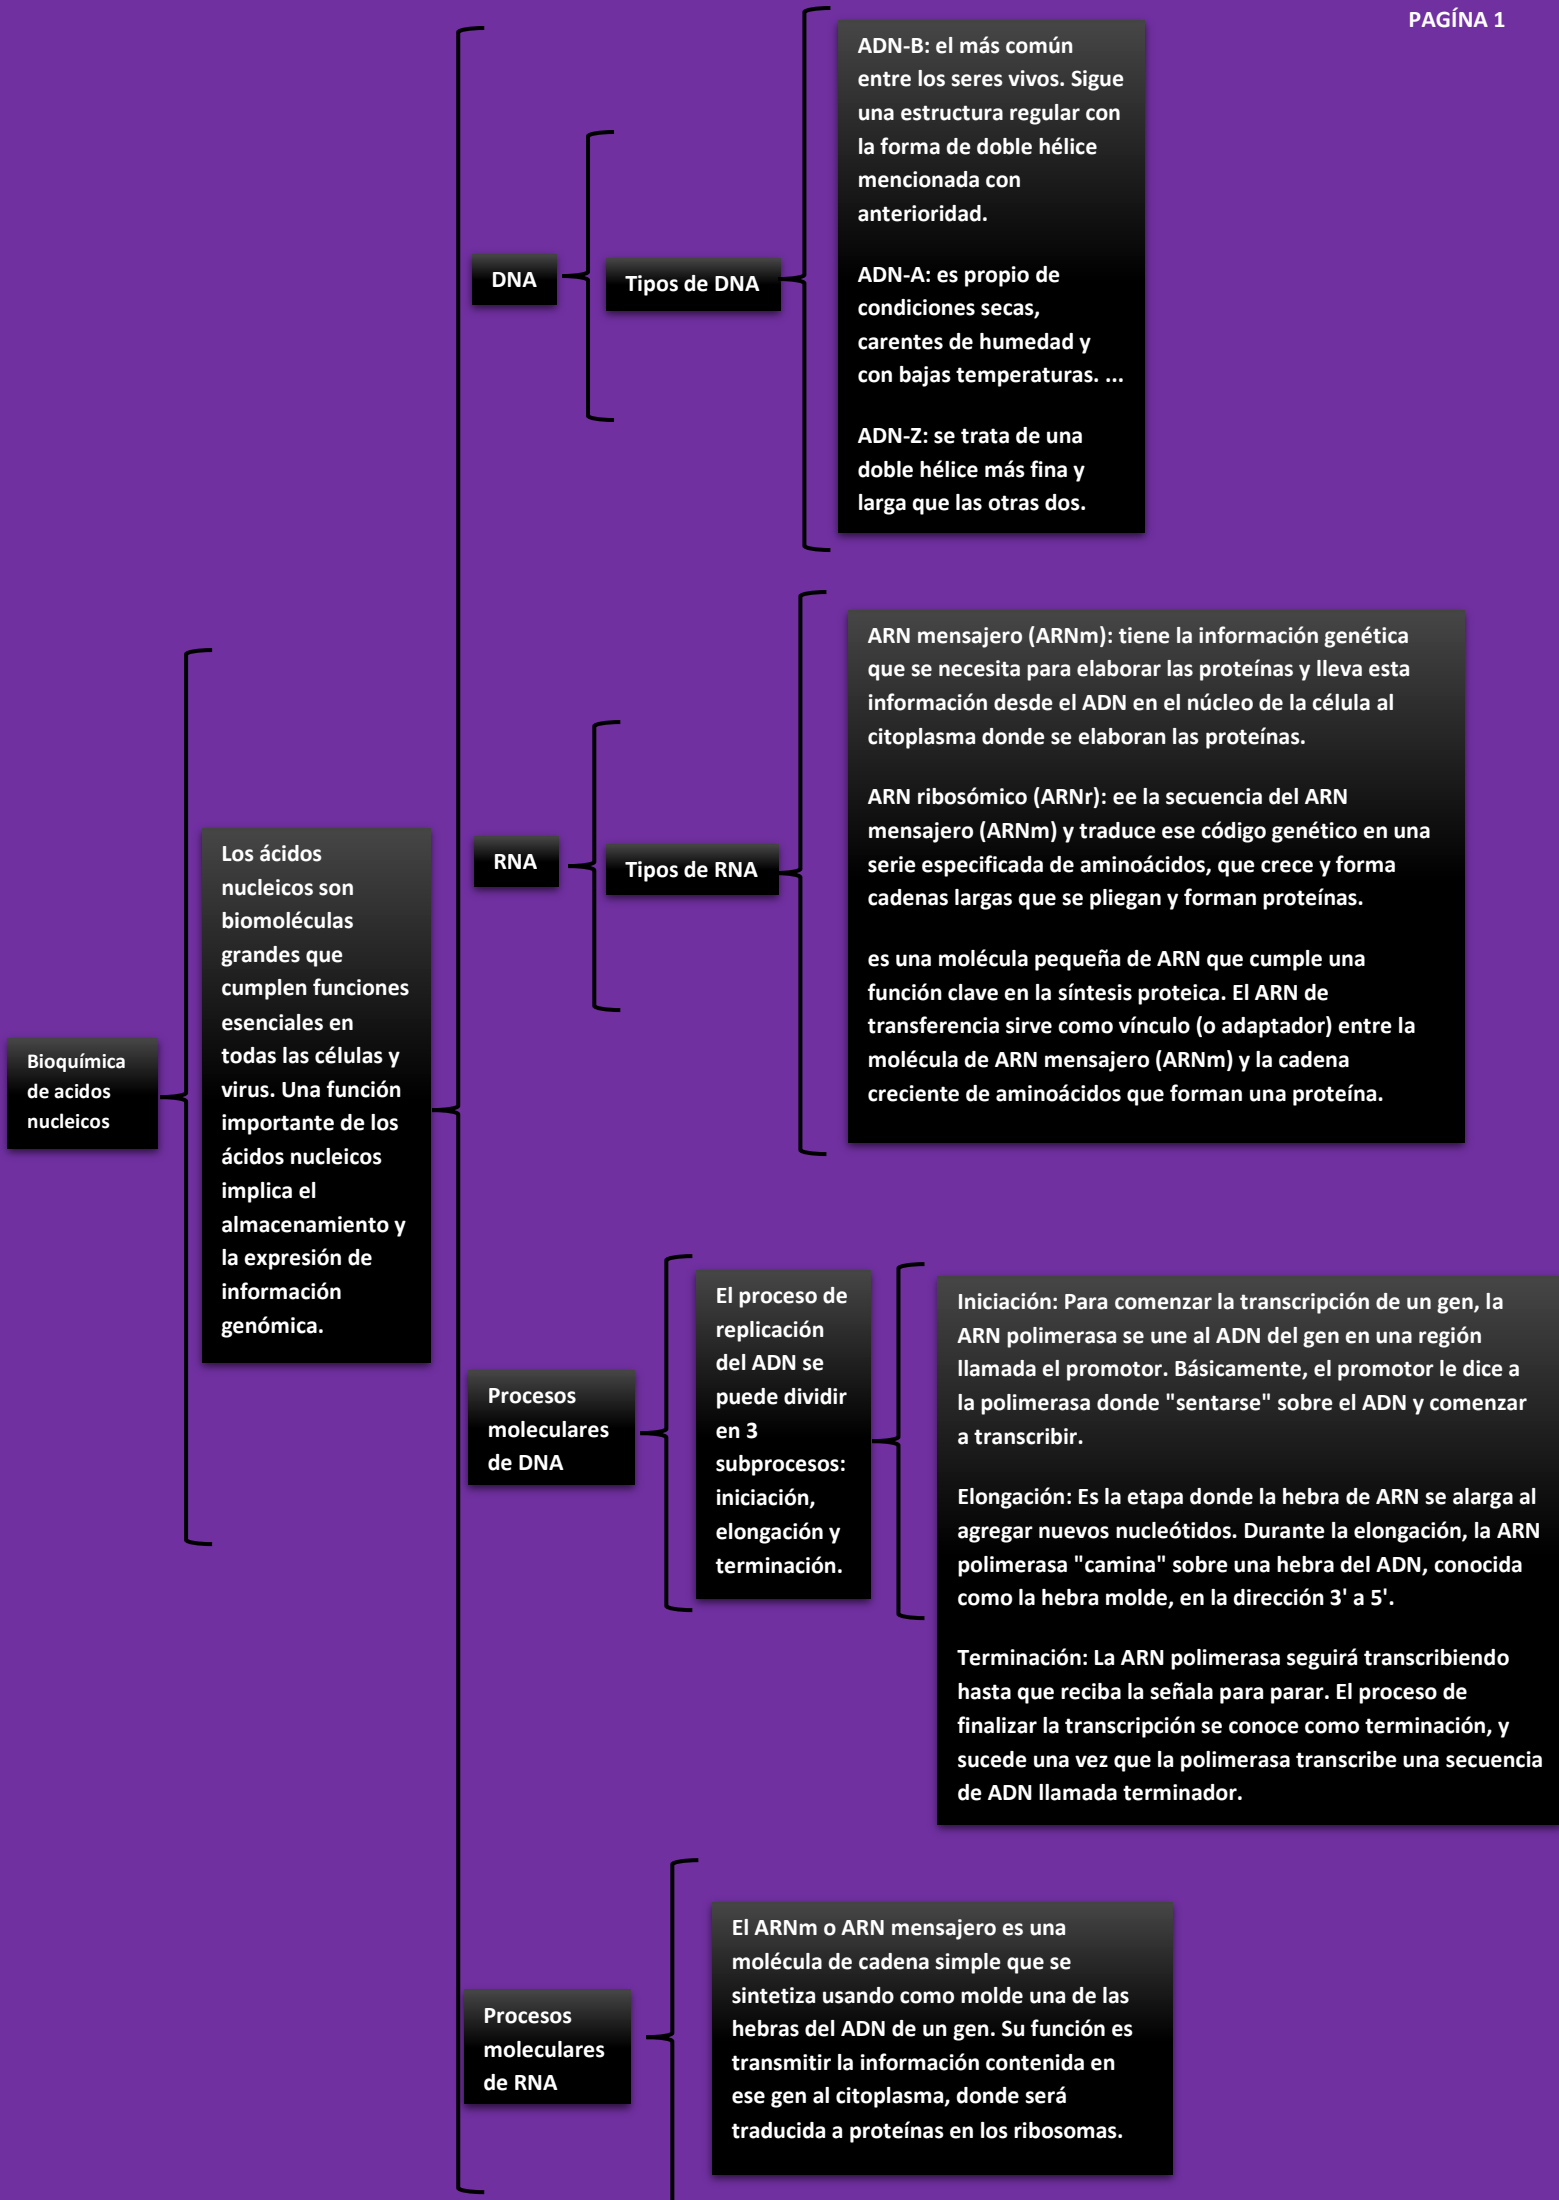 PAGÍNA 1
Bioquímica
de acidos
nucleicos
Los ácidos
nucleicos son
biomoléculas
grandes que
cumplen funciones
esenciales en
todas las células y
virus. Una función
importante de los
ácidos nucleicos
implica el
almacenamiento y
la expresión de
información
genómica.
DNA
Tipos de DNA
ADN-B: el más común
entre los seres vivos. Sigue
una estructura regular con
la forma de doble hélice
mencionada con
anterioridad.
ADN-A: es propio de
condiciones secas,
carentes de humedad y
con bajas temperaturas. ...
ADN-Z: se trata de una
doble hélice más fina y
larga que las otras dos.
RNA
Tipos de RNA
ARN mensajero (ARNm): tiene la información genética
que se necesita para elaborar las proteínas y lleva esta
información desde el ADN en el núcleo de la célula al
citoplasma donde se elaboran las proteínas.
ARN ribosómico (ARNr): ee la secuencia del ARN
mensajero (ARNm) y traduce ese código genético en una
serie especificada de aminoácidos, que crece y forma
cadenas largas que se pliegan y forman proteínas.
es una molécula pequeña de ARN que cumple una
función clave en la síntesis proteica. El ARN de
transferencia sirve como vínculo (o adaptador) entre la
molécula de ARN mensajero (ARNm) y la cadena
creciente de aminoácidos que forman una proteína.
Procesos
moleculares
de DNA
El proceso de
replicación
del ADN se
puede dividir
en 3
subprocesos:
iniciación,
elongación y
terminación.
Iniciación: Para comenzar la transcripción de un gen, la
ARN polimerasa se une al ADN del gen en una región
llamada el promotor. Básicamente, el promotor le dice a
la polimerasa donde "sentarse" sobre el ADN y comenzar
a transcribir.
Elongación: Es la etapa donde la hebra de ARN se alarga al
agregar nuevos nucleótidos. Durante la elongación, la ARN
polimerasa "camina" sobre una hebra del ADN, conocida
como la hebra molde, en la dirección 3' a 5'.
Terminación: La ARN polimerasa seguirá transcribiendo
hasta que reciba la señala para parar. El proceso de
finalizar la transcripción se conoce como terminación, y
sucede una vez que la polimerasa transcribe una secuencia
de ADN llamada terminador.
Procesos
moleculares
de RNA
El ARNm o ARN mensajero es una
molécula de cadena simple que se
sintetiza usando como molde una de las
hebras del ADN de un gen. Su función es
transmitir la información contenida en
ese gen al citoplasma, donde será
traducida a proteínas en los ribosomas.